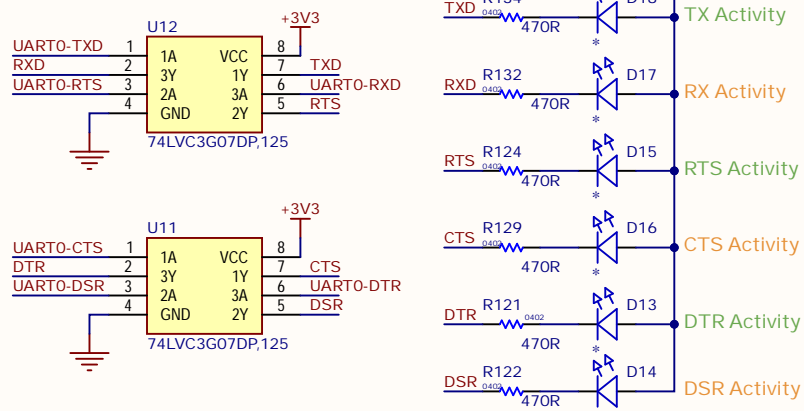 U12
+3V3
UART0-TXD 1 1A VCC 8
RXD 2 3Y 1Y 7 TXD
UART0-RTS 3 2A 3A 6 UART0-RXD
4 GND 2Y 5 RTS
74LVC3G07DP,125
U11
+3V3
UART0-CTS 1 1A VCC 8
DTR 2 3Y 1Y 7 CTS
UART0-DSR 3 2A 3A 6 UART0-DTR
4 GND 2Y 5 DSR
74LVC3G07DP,125
TXD 0402 470R * TX Activity
R132 D17
RXD 0402 470R * RX Activity
R124 D15
RTS 0402 470R * RTS Activity
R129 D16
CTS 0402 470R * CTS Activity
R121 D13
DTR 0402 470R * DTR Activity
R122 D14
DSR 0402 470R DSR Activity